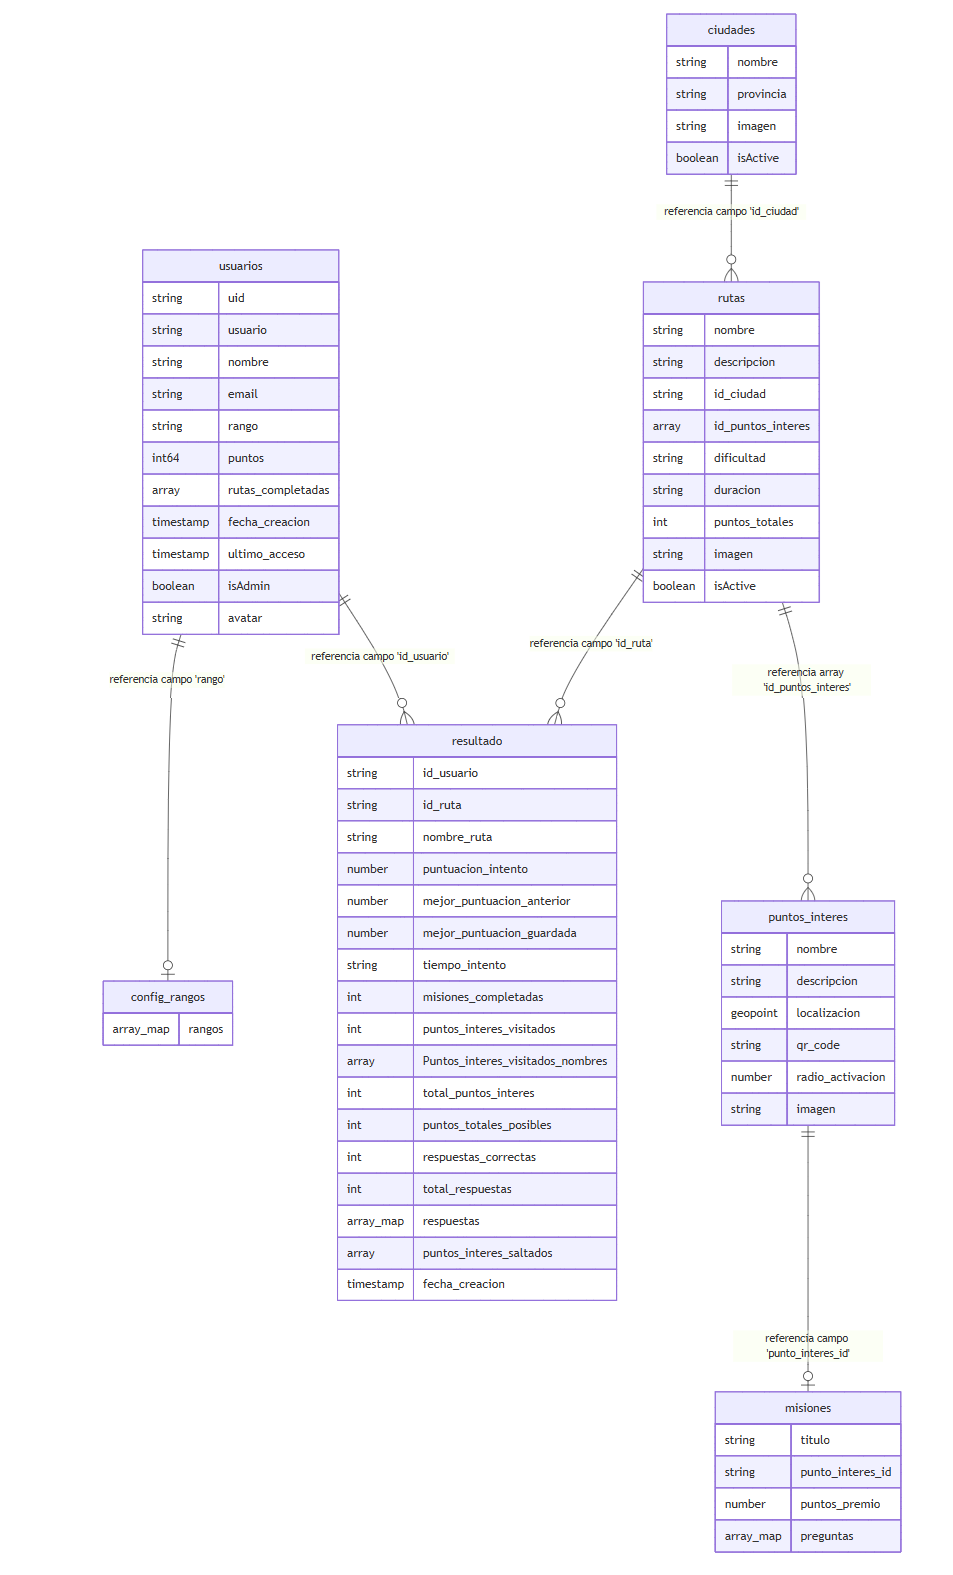 ciudades
string nombre
string provincia
string imagen
boolean isActive
referencia campo 'id_ciudad'
usuarios
string uid
string usuario
string nombre
string email
string rango
int64 puntos
array rutas_completadas
timestamp fecha_creacion
timestamp ultimo_acceso
boolean isAdmin
string avatar
rutas
string nombre
string descripcion
string id_ciudad
array id_puntos_interes
string dificultad
string duracion
int puntos_totales
string imagen
boolean isActive
referencia campo 'rango'
referencia campo 'id_usuario'
referencia campo 'id_ruta'
referencia array
'id_puntos_interes'
resultado
string id_usuario
string id_ruta
string nombre_ruta
number puntuacion_intento
number mejor_puntuacion_anterior
number mejor_puntuacion_guardada
string tiempo_intento
int misiones_completadas
int puntos_interes_visitados
array Puntos_interes_visitados_nombres
int total_puntos_interes
int puntos_totales_posibles
int respuestas_correctas
int total_respuestas
array_map respuestas
array puntos_interes_saltados
timestamp fecha_creacion
config_rangos
array_map rangos
puntos_interes
string nombre
string descripcion
geopoint localizacion
string qr_code
number radio_activacion
string imagen
referencia campo
'punto_interes_id'
misiones
string titulo
string punto_interes_id
number puntos_premio
array_map preguntas